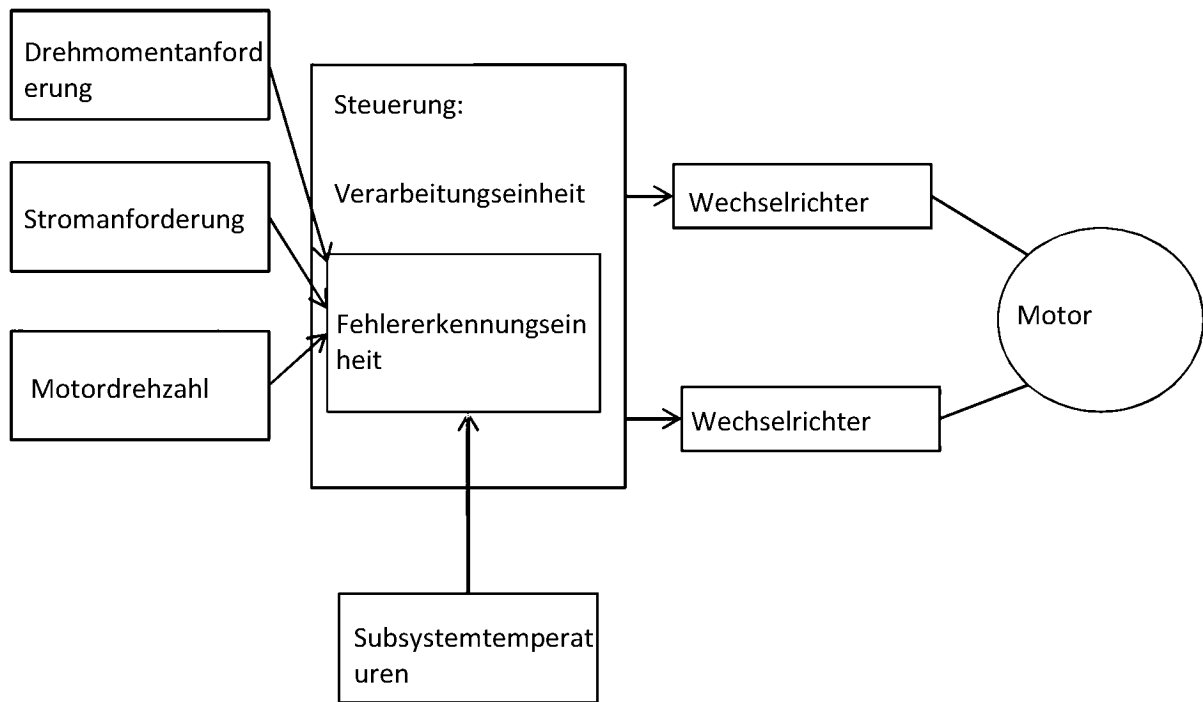 Drehmomentanford
erung
Steuerung:
Verarbeitungseinheit
Stromanforderung
Wechselrichter
Motor
Fehlererkennungsein
heit
Motordrehzahl
Wechselrichter
Subsystemtemperat
uren